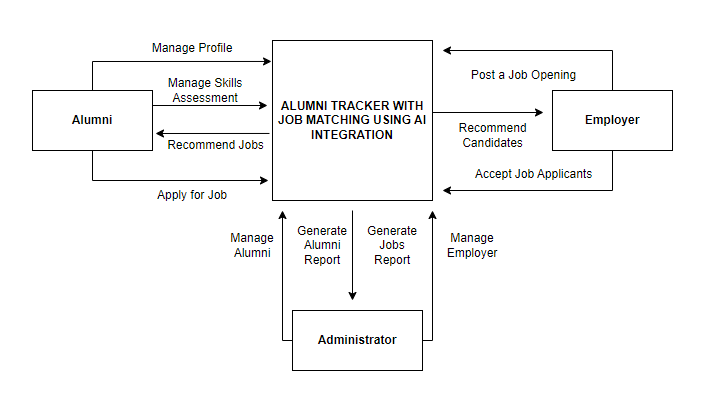 Manage Profile
Manage Skills
Assessment
Alumni
Recommend Jobs
Apply for Job
ALUMNI TRACKER WITH
JOB MATCHING USING AI
INTEGRATION
Post a Job Opening
Employer
Recommend
Candidates
Accept Job Applicants
Manage
Alumni
Generate
Alumni
Report
Generate
Jobs
Report
Manage
Employer
Administrator